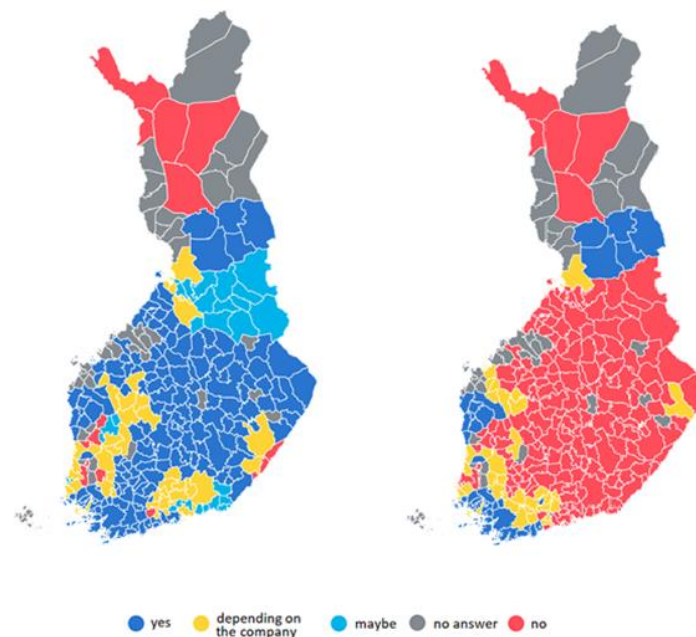 yes
depending on
the company
maybe
no answer
no